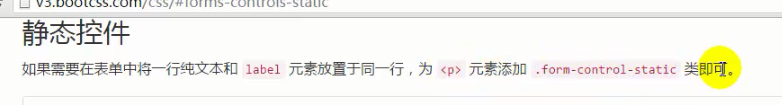 v3.bootcss.com/css/#forms-controls-static
静态控件
如果需要在表单中将一行纯文本和 label 元素放置于同一行，为 <p> 元素添加 .form-control-static 类即可。